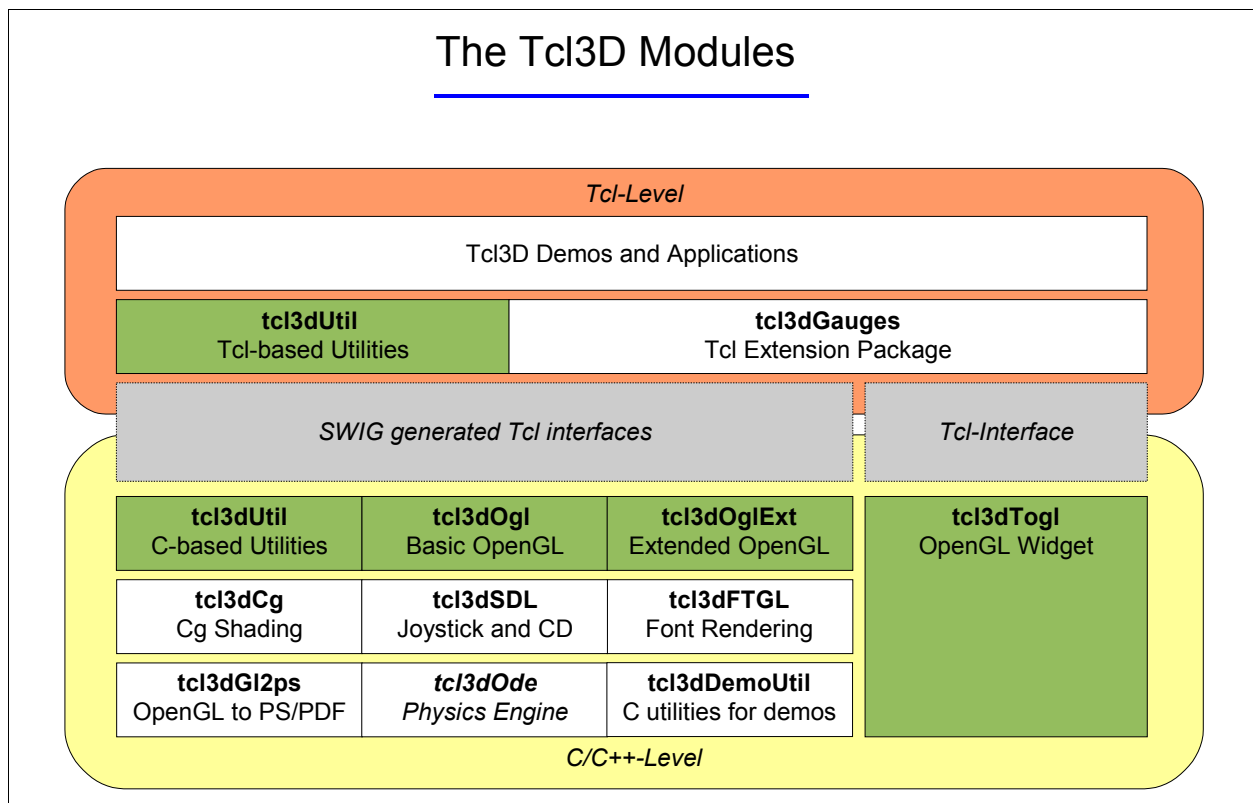 The Tcl3D Modules
Tcl-Level
Tcl3D Demos and Applications
tcl3dUtil
Tcl-based Utilities
tcl3dGauges
Tcl Extension Package
SWIG generated Tcl interfaces
Tcl-Interface
tcl3dUtil
C-based Utilities
tcl3dOgl
Basic OpenGL
tcl3dOglExt
Extended OpenGL
tcl3dTogl
OpenGL Widget
tcl3dCg
Cg Shading
tcl3dSDL
Joystick and CD
tcl3dFTGL
Font Rendering
tcl3dGl2ps
OpenGL to PS/PDF
tcl3dOde
Physics Engine
tcl3dDemoUtil
C utilities for demos
C/C++-Level